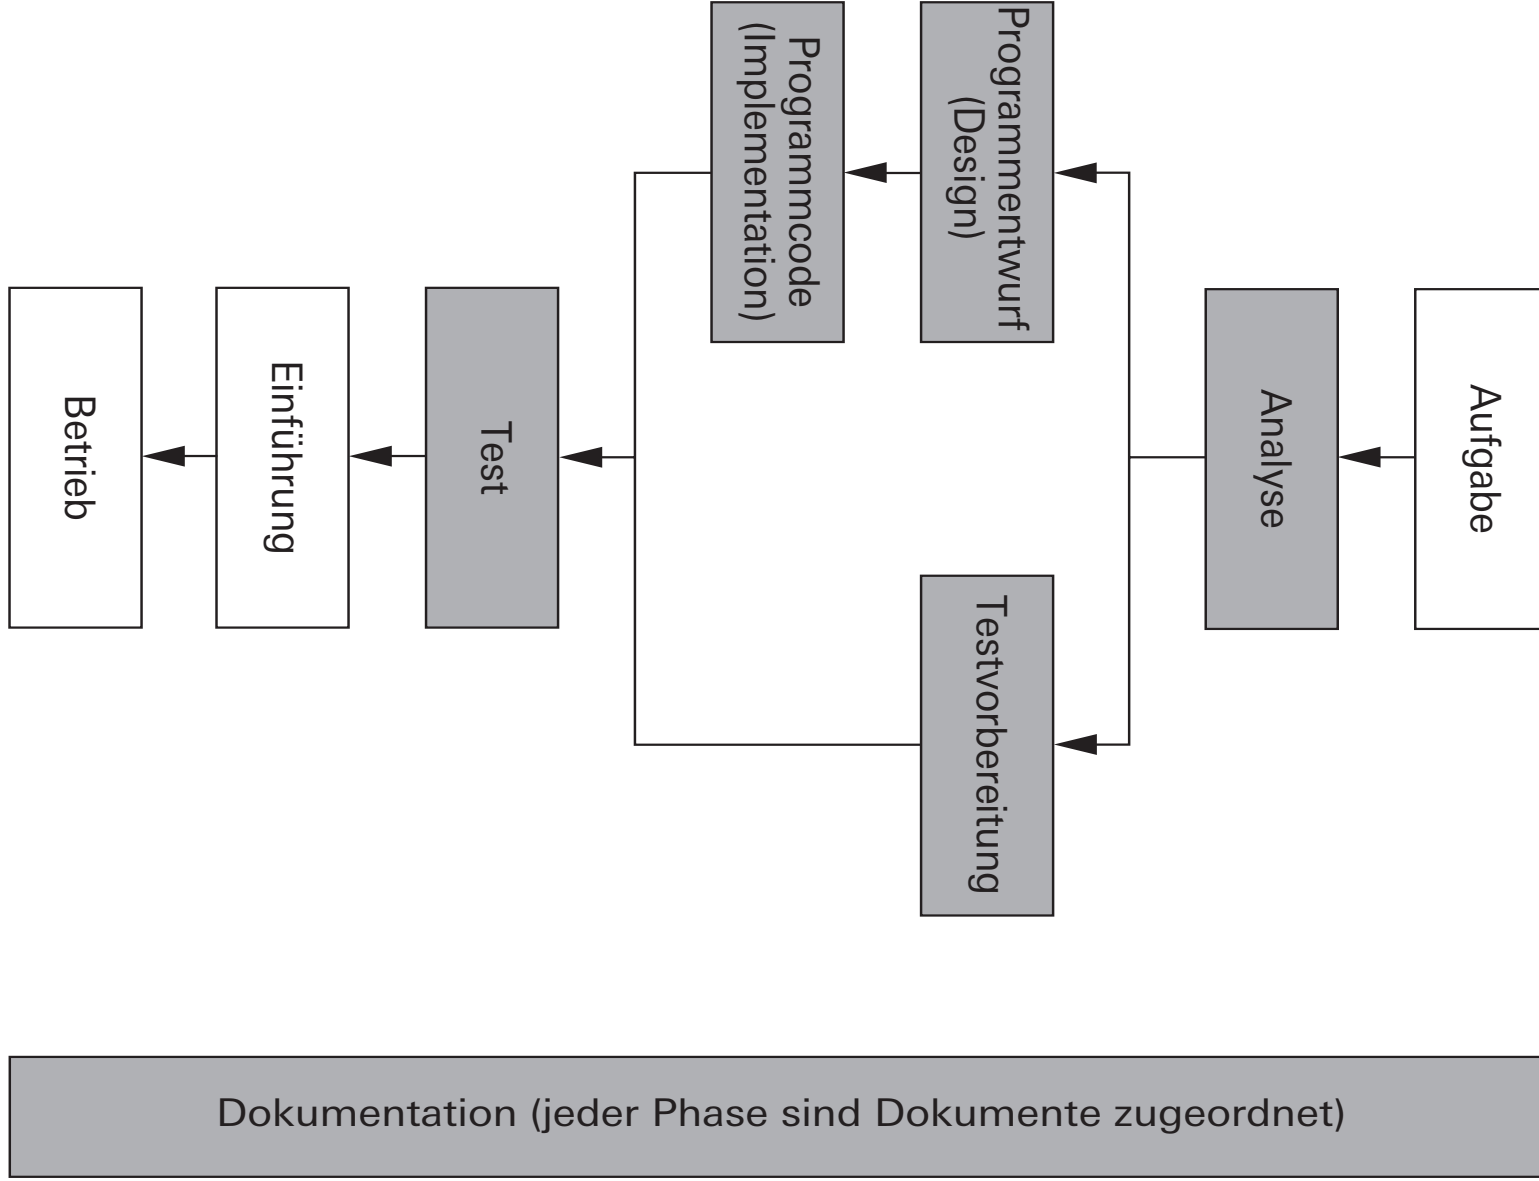 Aufgabe
Analyse
Programmentwurf
(Design)
Programmcode
(Implementation)
Testvorbereitung
Test
Einführung
Betrieb
Dokumentation (jeder Phase sind Dokumente zugeordnet)